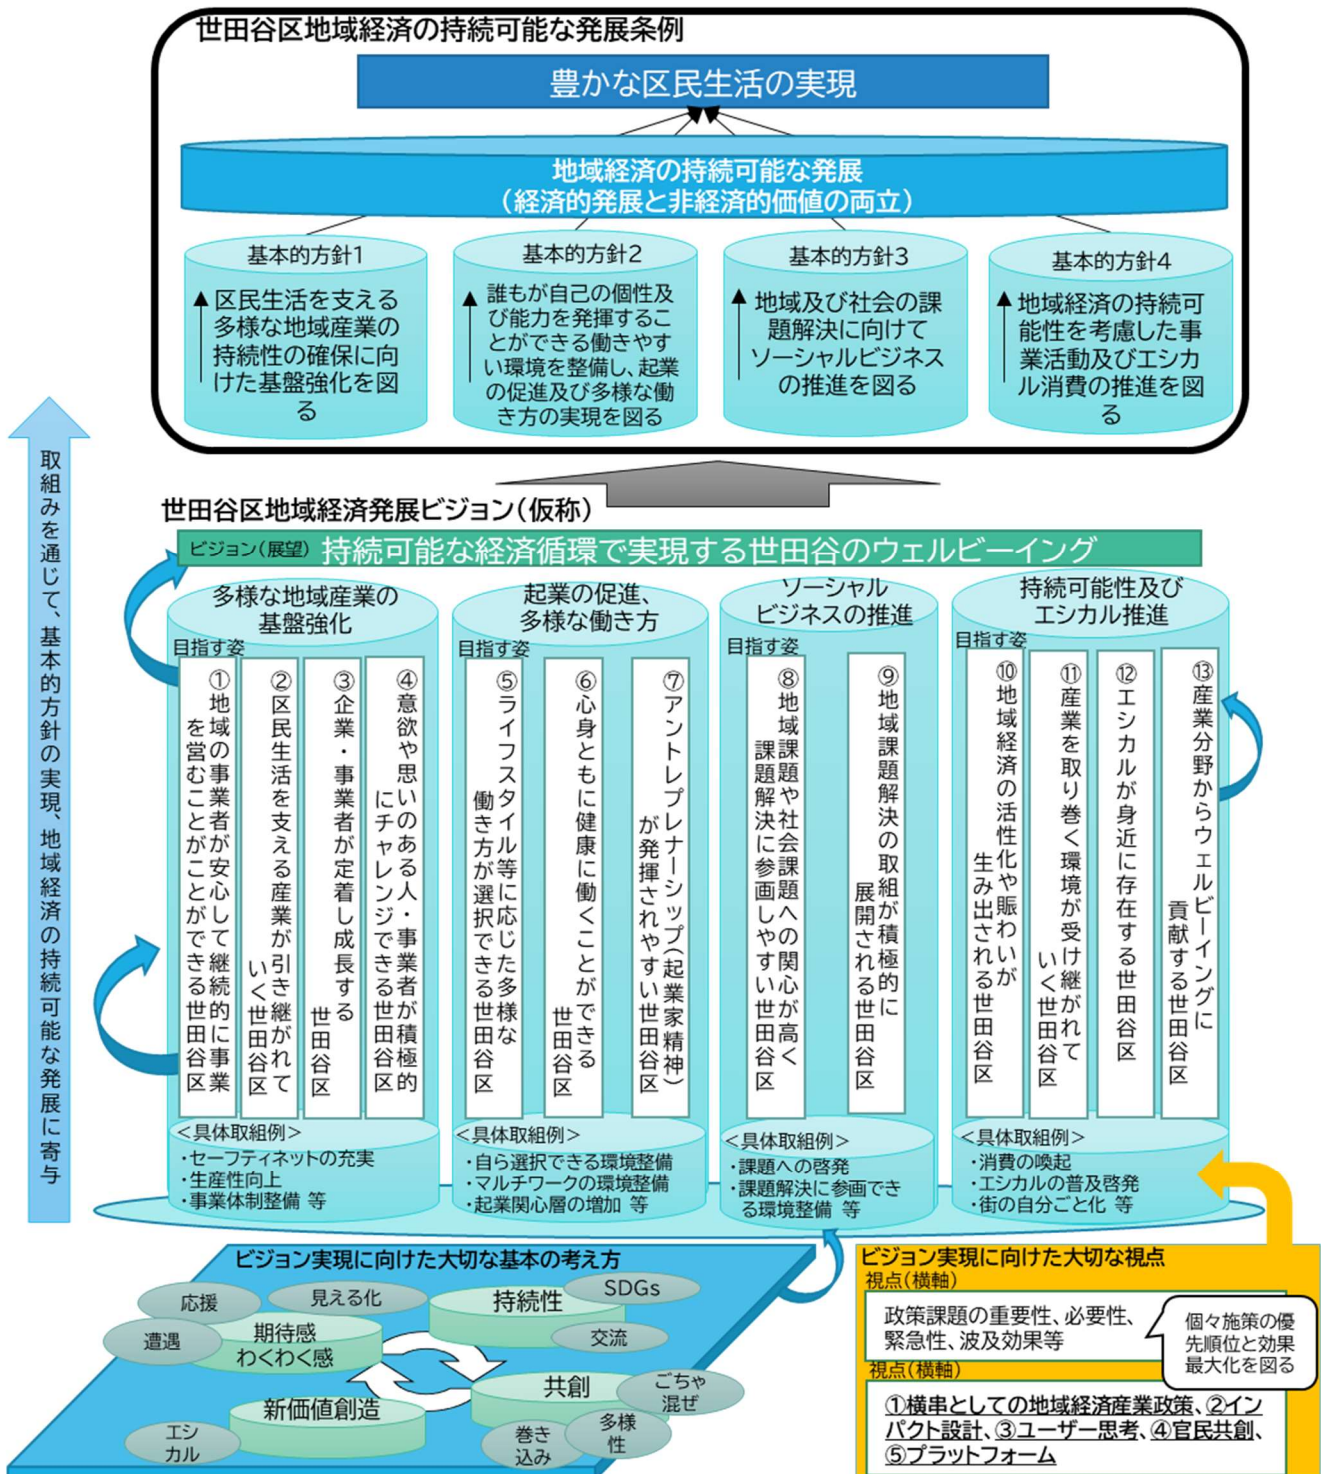 世田谷区地域経済の持続可能な発展条例
豊かな区民生活の実現
地域経済の持続可能な発展
（経済的発展と非経済的価値の両立）
基本的方針1
区民生活を支える
多様な地域産業の
持続性の確保に向
けた基盤強化を図
る
基本的方針2
誰もが自己の個性及
び能力を発揮するこ
とができる働きやす
い環境を整備し、起業
の促進及び多様な働
き方の実現を図る
基本的方針3
地域及び社会の課
題解決に向けて
ソーシャルビジネス
の推進を図る
基本的方針4
地域経済の持続可
能性を考慮した事
業活動及びエシカ
ル消費の推進を図
る
取組みを通じて、基本的方針の実現、地域経済の持続可能な発展に寄与
世田谷区地域経済発展ビジョン（仮称）
ビジョン（展望） 持続可能な経済循環で実現する世田谷のウェルビーイング
多様な地域産業の
基盤強化
目指す姿
①地域の事業者が安心して継続的に事業
を営むことがことができる世田谷区
②区民生活を支える産業が引き継がれて
いく世田谷区
③企業・事業者が定着し成長する
世田谷区
④意欲や思いのある人・事業者が積極的
にチャレンジできる世田谷区
＜具体取組例＞
・セーフティネットの充実
・生産性向上
・事業体制整備 等
起業の促進、
多様な働き方
目指す姿
⑤ライフスタイル等に応じた多様な
働き方が選択できる世田谷区
⑥心身ともに健康に働くことができる
世田谷区
⑦アントレプレナーシップ（起業家精神）
が発揮されやすい世田谷区
＜具体取組例＞
・自ら選択できる環境整備
・マルチワークの環境整備
・起業関心層の増加 等
ソーシャル
ビジネスの推進
目指す姿
⑧地域課題や社会課題への関心が高く
課題解決に参画しやすい世田谷区
⑨地域課題解決の取組が積極的に
展開される世田谷区
＜具体取組例＞
・課題への啓発
・課題解決に参画でき
る環境整備 等
持続可能性及び
エシカル推進
目指す姿
⑩地域経済の活性化や賑わいが
生み出される世田谷区
⑪産業を取り巻く環境が受け継がれて
いく世田谷区
⑫エシカルが身近に存在する世田谷区
⑬産業分野からウェルビーイングに
貢献する世田谷区
＜具体取組例＞
・消費の喚起
・エシカルの普及啓発
・街の自分ごと化 等
ビジョン実現に向けた大切な基本の考え方
応援
見える化
遭遇
期待感
わくわく感
持続性
SDGs
交流
新価値創造
エシ
カル
共創
ごちゃ
混ぜ
巻き
込み
多様
性
ビジョン実現に向けた大切な視点
視点（横軸）
政策課題の重要性、必要性、
緊急性、波及効果等
個々施策の優
先順位と効果
最大化を図る
視点（横軸）
①横串としての地域経済産業政策、②イン
パクト設計、③ユーザー思考、④官民共創、
⑤プラットフォーム